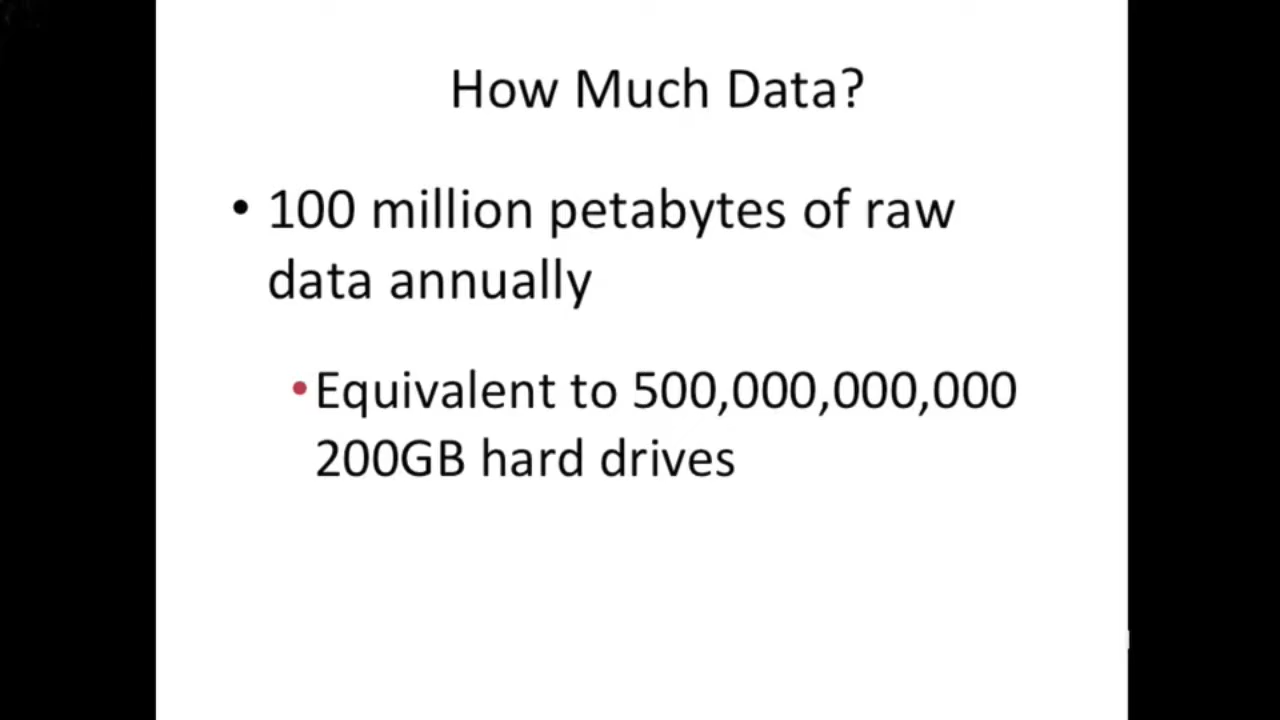 How Much Data?
• 100 million petabytes of raw
data annually
• Equivalent to 500,000,000,000
200GB hard drives